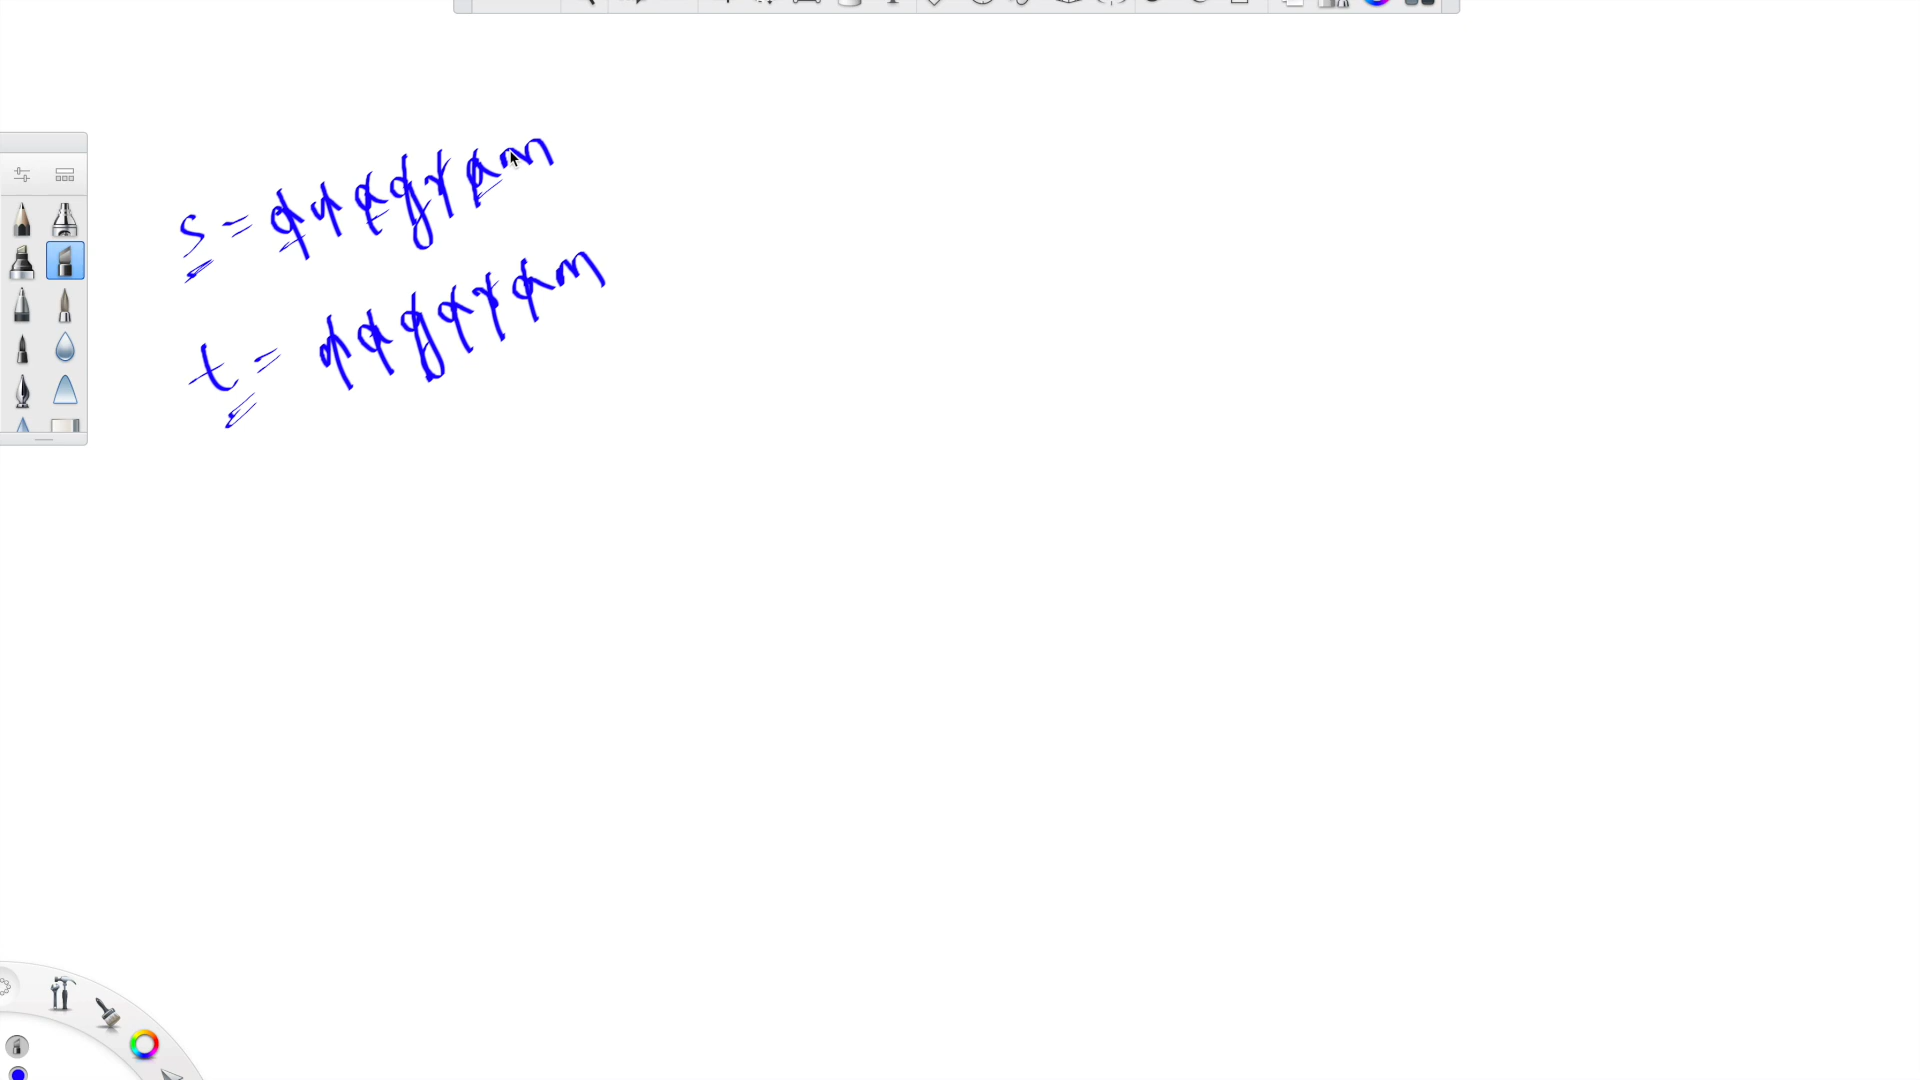 s = anagram
t = nagaram